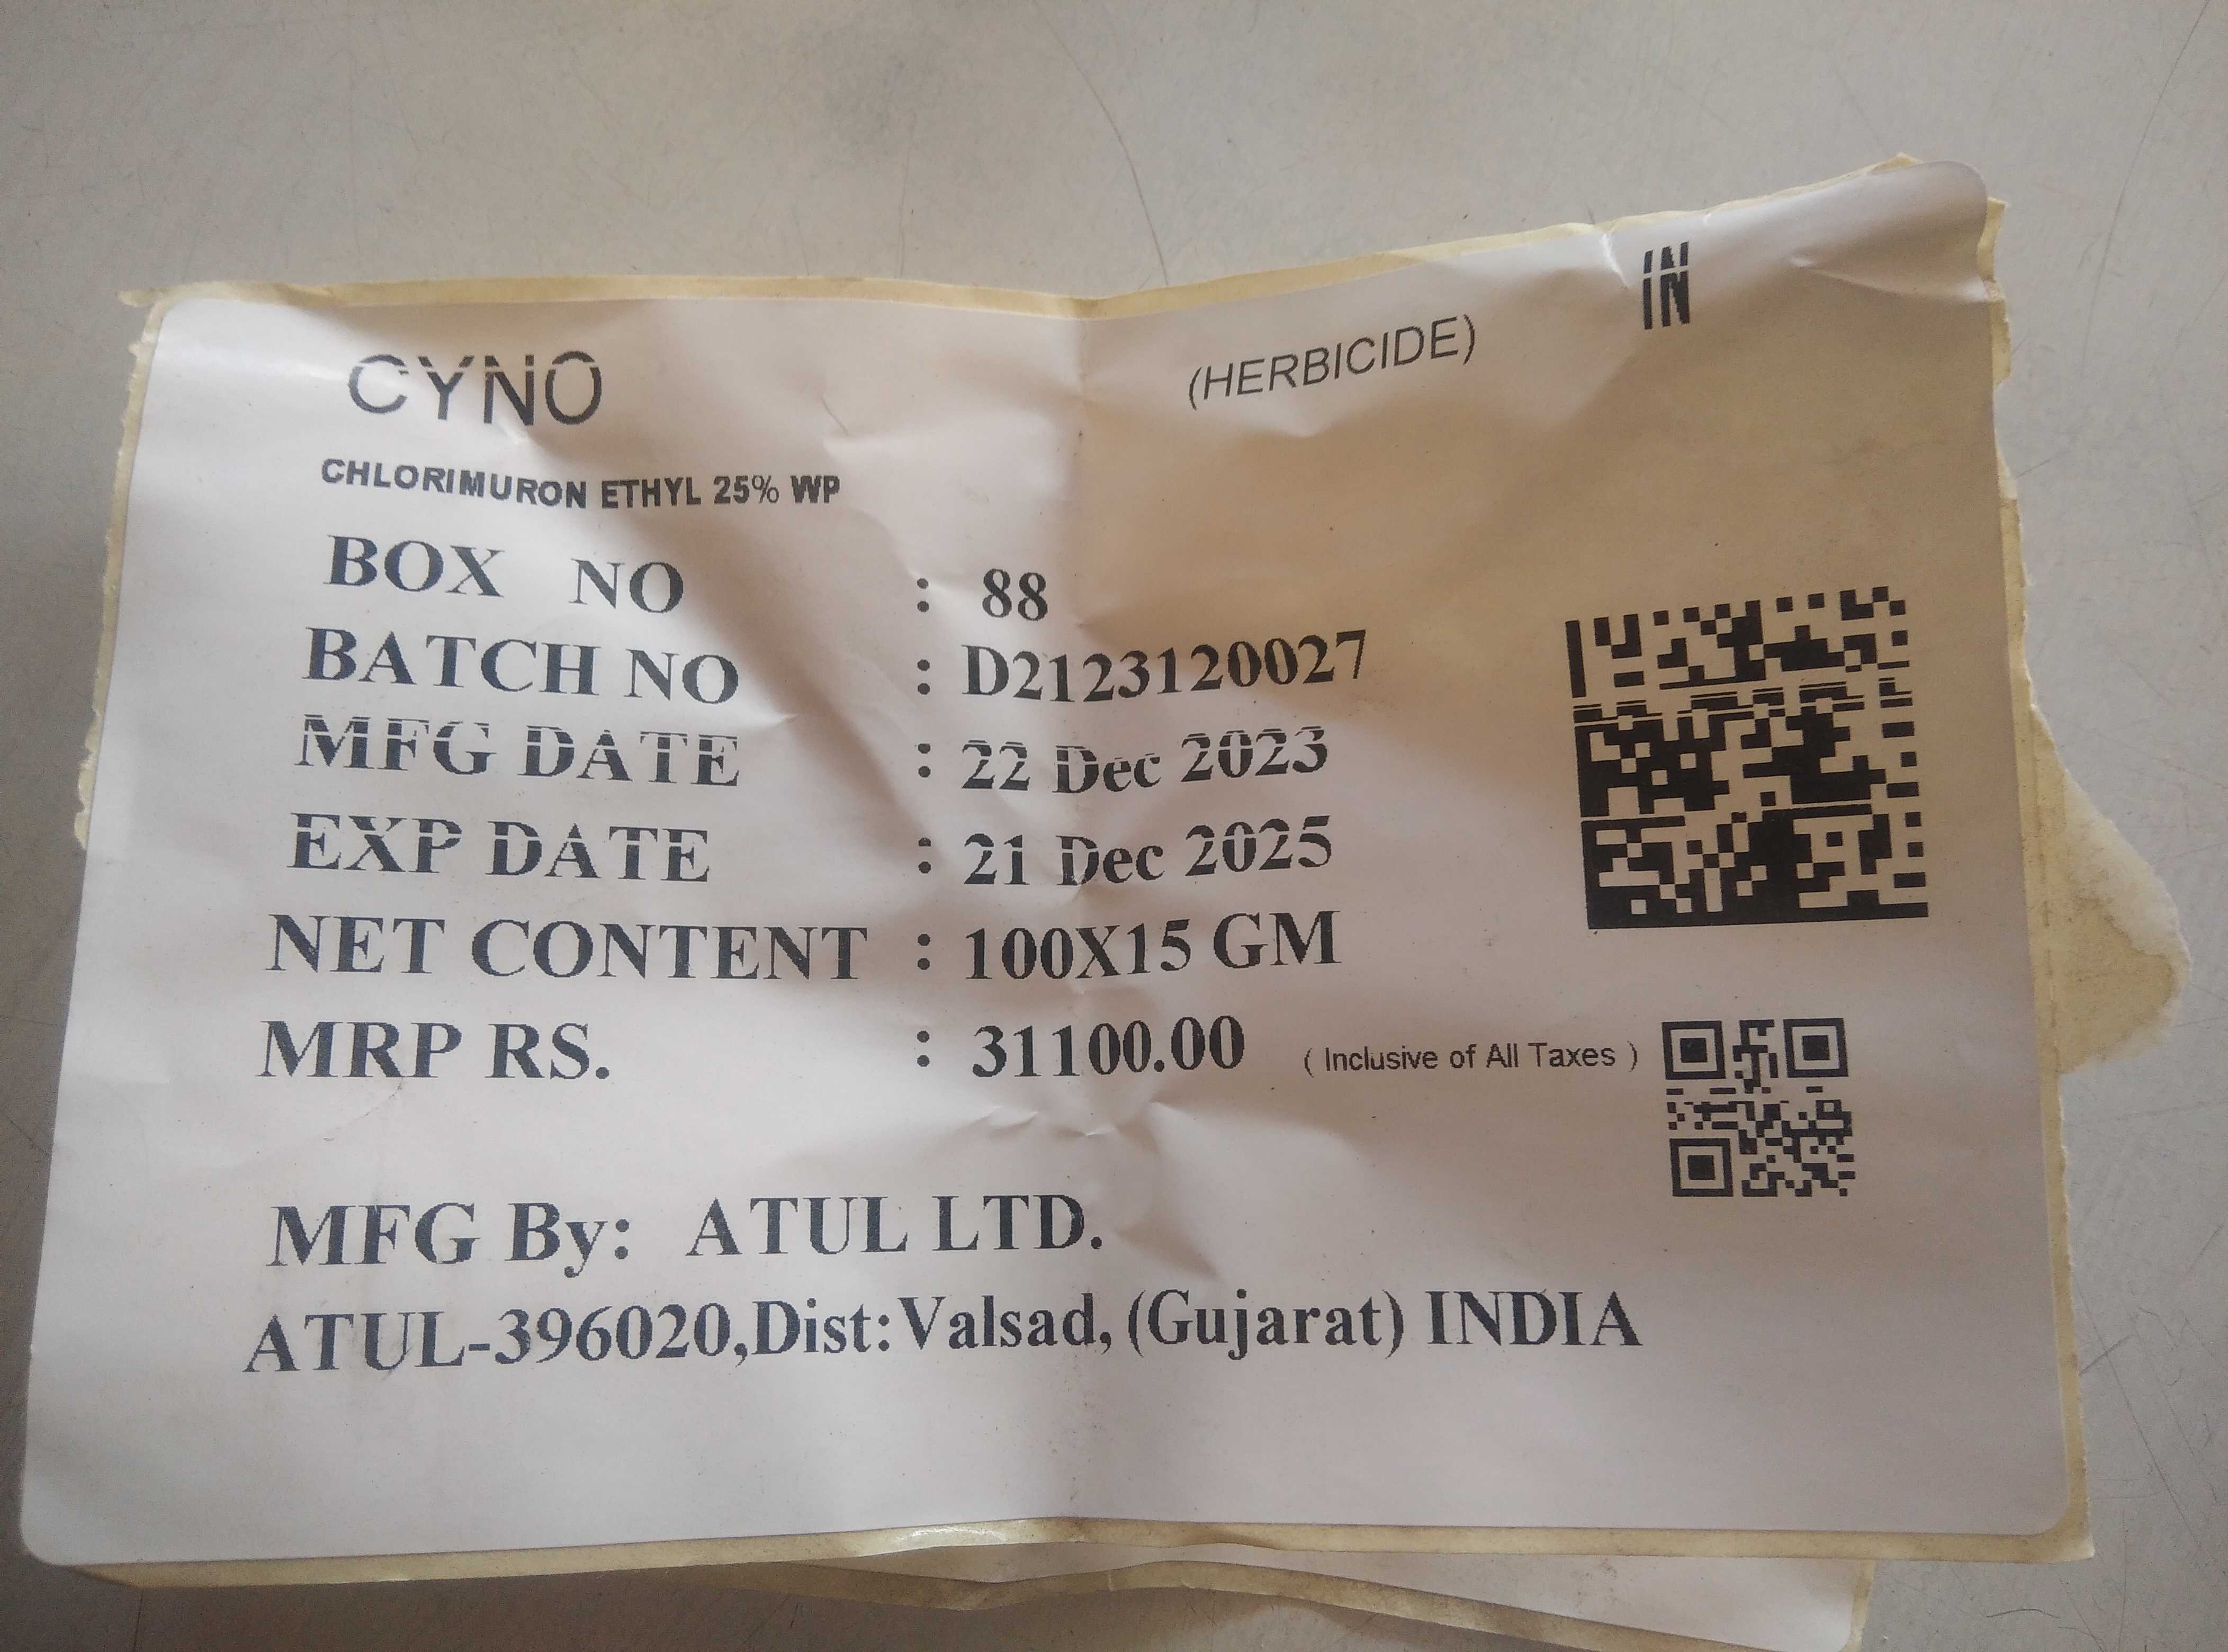 IN
CYNO (HERBICIDE)
CHLORIMURON ETHYL 25% WP
BOX NO : 88
BATCH NO : D2123120027
MFG DATE : 22 Dec 2023
EXP DATE : 21 Dec 2025
NET CONTENT : 100X15 GM
MRP RS. : 31100.00 ( Inclusive of All Taxes )
MFG By: ATUL LTD.
ATUL-396020,Dist:Valsad, (Gujarat) INDIA